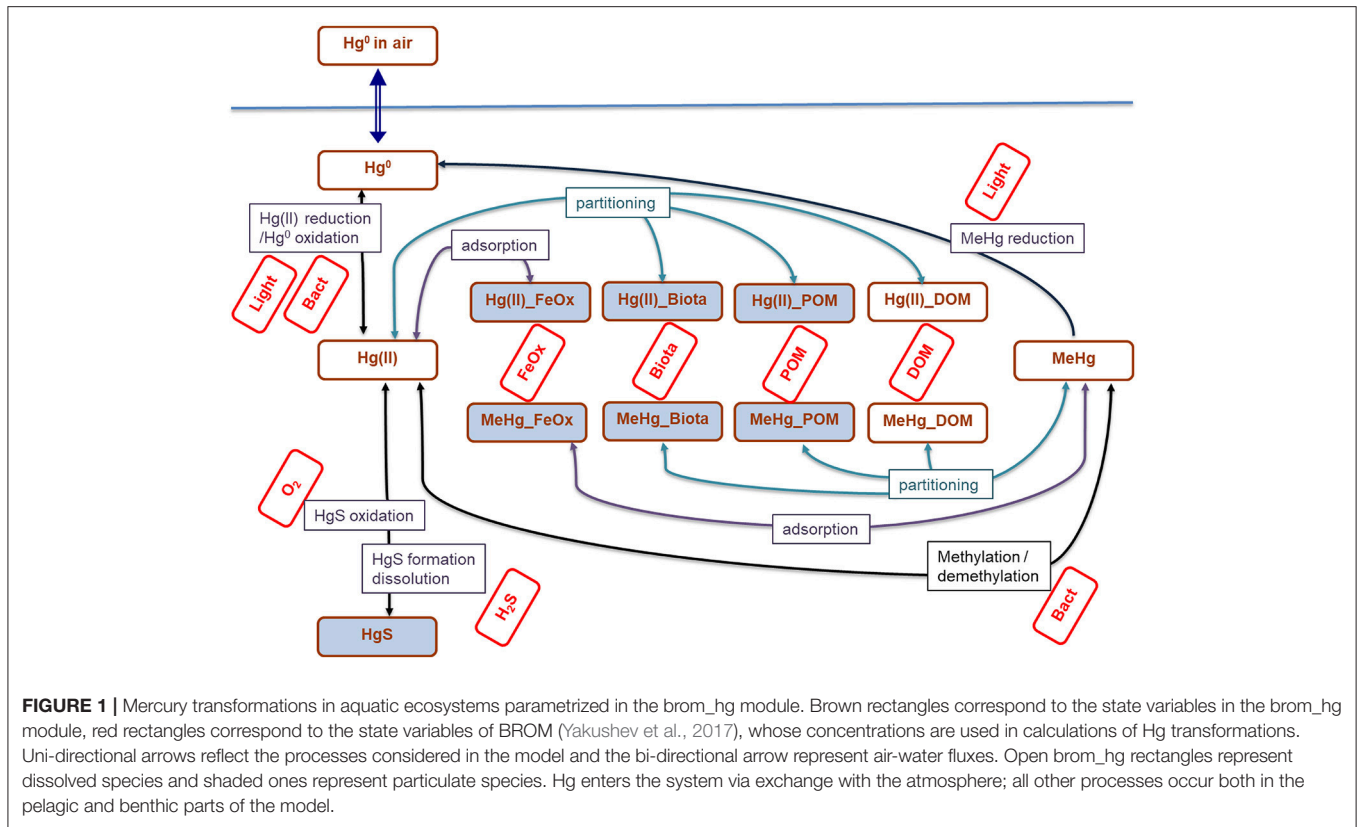 Hg⁰ in air
Hg⁰
Light
Hg(II) reduction
/Hg⁰ oxidation
partitioning
MeHg reduction
adsorption
Light
Bact
Hg(II)_FeOx
Hg(II)_Biota
Hg(II)_POM
Hg(II)_DOM
Hg(II)
FeOx
Biota
POM
DOM
MeHg
MeHg_FeOx
MeHg_Biota
MeHg_POM
MeHg_DOM
O₂
partitioning
HgS oxidation
adsorption
HgS formation
dissolution
Methylation /
demethylation
H₂S
Bact
HgS
FIGURE 1 | Mercury transformations in aquatic ecosystems parametrized in the brom_hg module. Brown rectangles correspond to the state variables in the brom_hg
module, red rectangles correspond to the state variables of BROM (Yakushev et al., 2017), whose concentrations are used in calculations of Hg transformations.
Uni-directional arrows reflect the processes considered in the model and the bi-directional arrow represent air-water fluxes. Open brom_hg rectangles represent
dissolved species and shaded ones represent particulate species. Hg enters the system via exchange with the atmosphere; all other processes occur both in the
pelagic and benthic parts of the model.